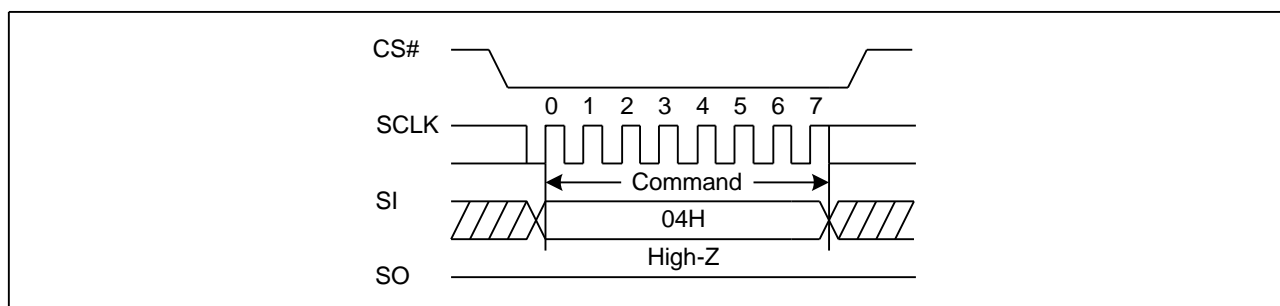 CS#
0 1 2 3 4 5 6 7
SCLK
Command
SI
04H
High-Z
SO